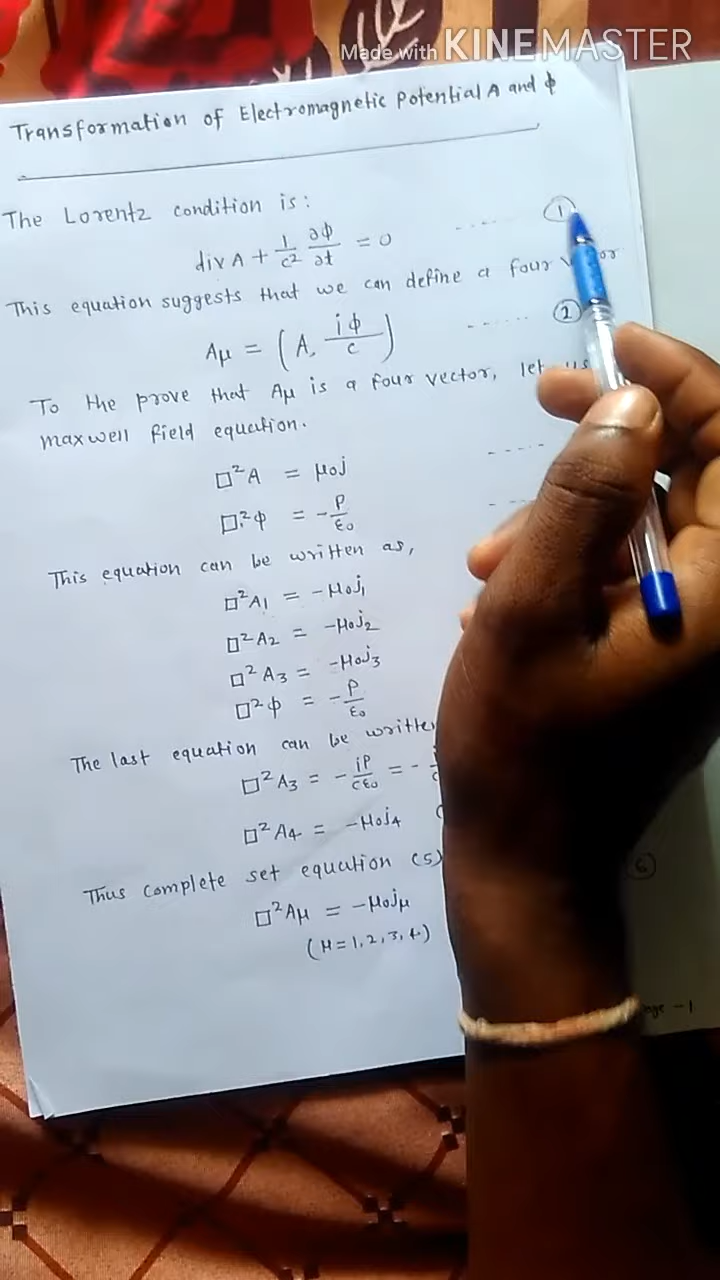 Made with KINEMASTER
Transformation of Electromagnetic Potential A and ϕ
The Lorentz condition is:
div A + 1/c² ∂ϕ/∂t = 0 ..... ①
This equation suggests that we can define a four
Aμ = (A, iϕ/c) ...... ②
To the prove that Aμ is a four vector, let us
maxwell field equation.
□²A = μ₀j -----
□²ϕ = -ρ/ε₀ --
This equation can be written as,
□²A₁ = -μ₀j₁
□²A₂ = -μ₀j₂
□²A₃ = -μ₀j₃
□²ϕ = -ρ/ε₀
The last equation can be
□²A₃ = -iρ/cε₀ = -
□²A₄ = -μ₀j₄ (
Thus complete set equation (5)
⑥
□²Aμ = -μ₀jμ
(μ = 1, 2, 3, 4)
-1